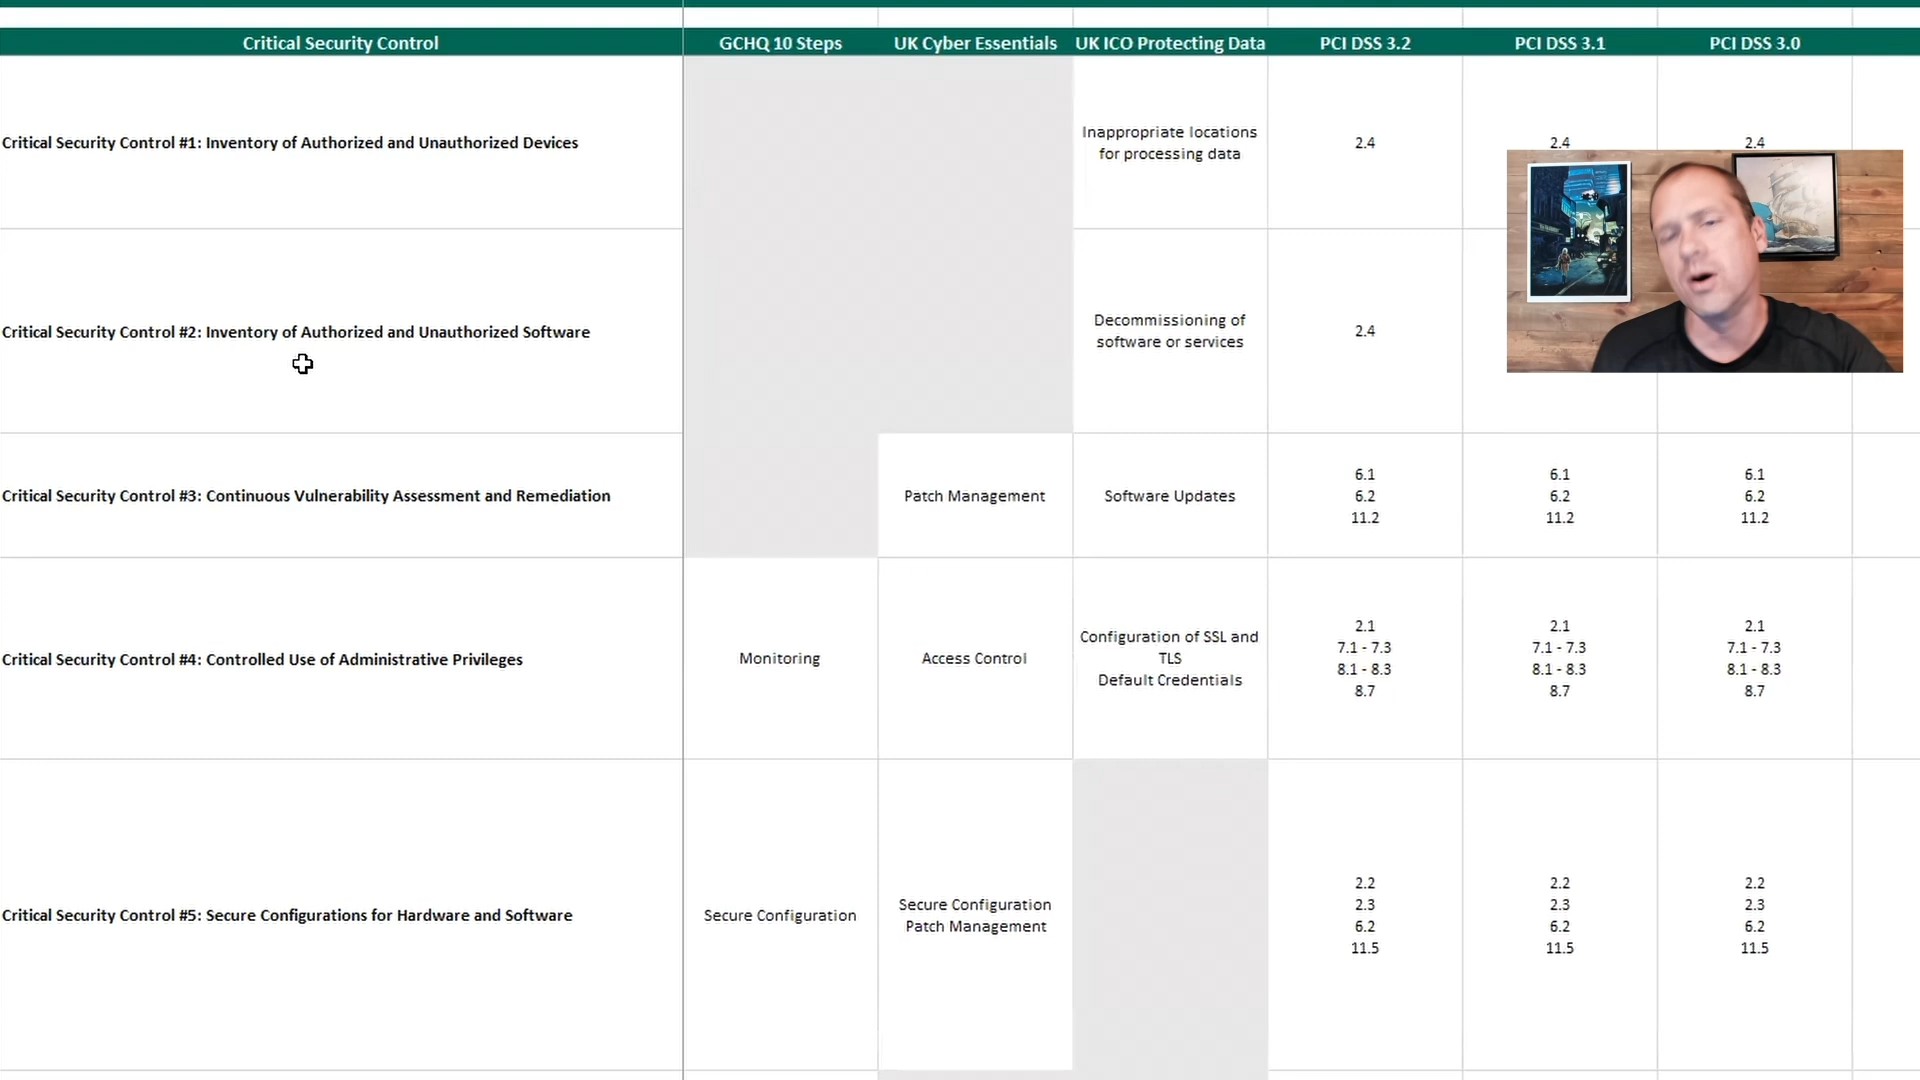 Critical Security Control
GCHQ 10 Steps
UK Cyber Essentials
UK ICO Protecting Data
PCI DSS 3.2
PCI DSS 3.1
PCI DSS 3.0
Critical Security Control #1: Inventory of Authorized and Unauthorized Devices
Inappropriate locations
for processing data
2.4
2.4
2.4
Critical Security Control #2: Inventory of Authorized and Unauthorized Software
Decommissioning of
software or services
2.4
Critical Security Control #3: Continuous Vulnerability Assessment and Remediation
Patch Management
Software Updates
6.1
6.2
11.2
6.1
6.2
11.2
6.1
6.2
11.2
Critical Security Control #4: Controlled Use of Administrative Privileges
Monitoring
Access Control
Configuration of SSL and
TLS
Default Credentials
2.1
7.1 - 7.3
8.1 - 8.3
8.7
2.1
7.1 - 7.3
8.1 - 8.3
8.7
2.1
7.1 - 7.3
8.1 - 8.3
8.7
Critical Security Control #5: Secure Configurations for Hardware and Software
Secure Configuration
Secure Configuration
Patch Management
2.2
2.3
6.2
11.5
2.2
2.3
6.2
11.5
2.2
2.3
6.2
11.5